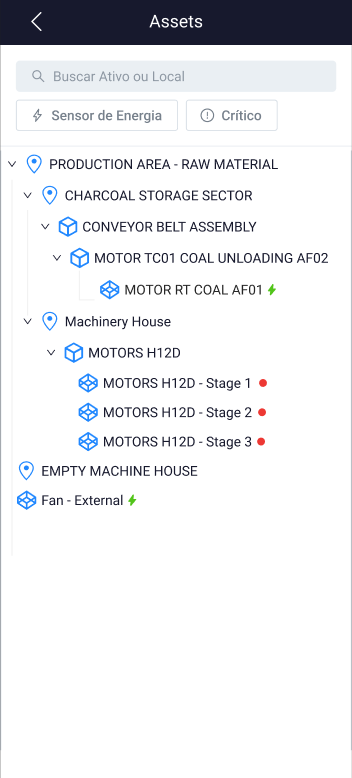 Assets
Buscar Ativo ou Local
Sensor de Energia
Crítico
PRODUCTION AREA - RAW MATERIAL
CHARCOAL STORAGE SECTOR
CONVEYOR BELT ASSEMBLY
MOTOR TC01 COAL UNLOADING AF02
MOTOR RT COAL AF01
Machinery House
MOTORS H12D
MOTORS H12D - Stage 1
MOTORS H12D - Stage 2
MOTORS H12D - Stage 3
EMPTY MACHINE HOUSE
Fan - External